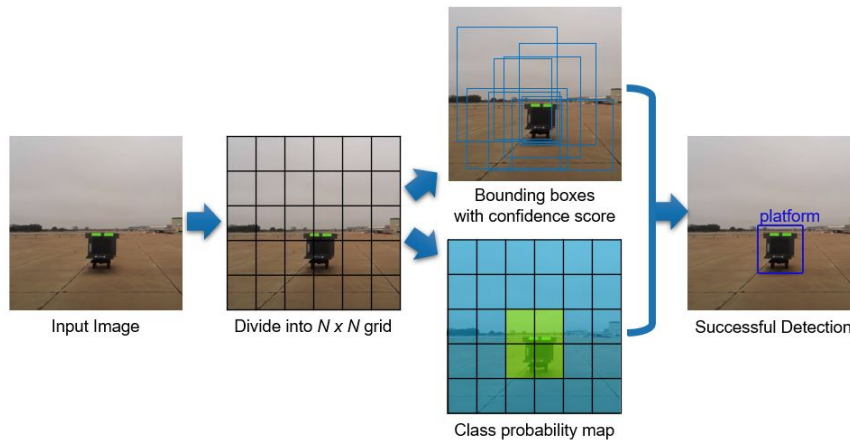 Input Image
Divide into N x N grid
Bounding boxes
with confidence score
Class probability map
platform
Successful Detection